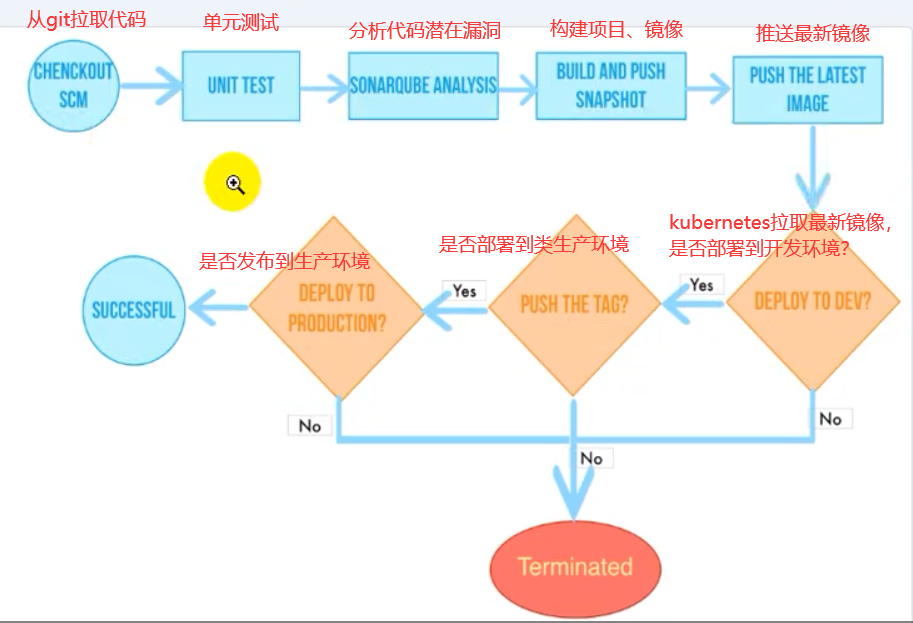 从git拉取代码
单元测试
分析代码潜在漏洞
构建项目、镜像
推送最新镜像
CHENCKOUT
SCM
UNIT TEST
SONARQUBE ANALYSIS
BUILD AND PUSH
SNAPSHOT
PUSH THE LATEST
IMAGE
kubernetes拉取最新镜像，
是否部署到开发环境?
DEPLOY TO DEV?
Yes
是否部署到类生产环境
PUSH THE TAG?
Yes
是否发布到生产环境
DEPLOY TO
PRODUCTION?
SUCCESSFUL
No
No
No
Terminated